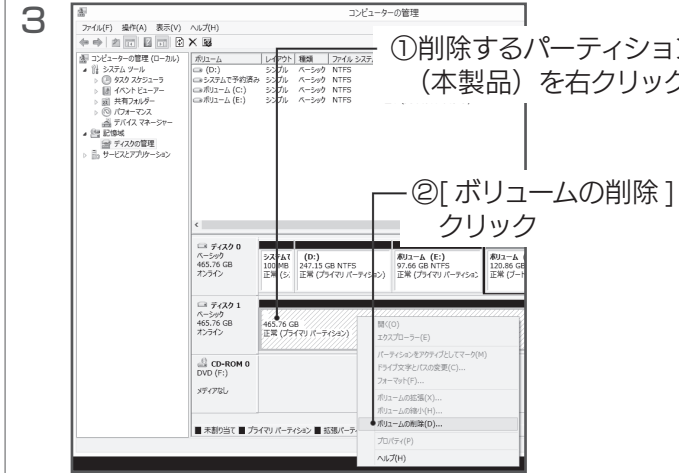 3
コンピューターの管理
ファイル(F) 操作(A) 表示(V) ヘルプ(H)
コンピューターの管理 (ローカル)
システム ツール
タスク スケジューラ
イベント ビューアー
共有フォルダー
パフォーマンス
デバイス マネージャー
記憶域
ディスクの管理
サービスとアプリケーション
ボリューム レイアウト 種類 ファイル システム
(D:) シンプル ベーシック NTFS
システムで予約済み シンプル ベーシック NTFS
ボリューム (C:) シンプル ベーシック NTFS
ボリューム (E:) シンプル ベーシック NTFS
①削除するパーティション
(本製品)を右クリック
②[ ボリュームの削除 ]
クリック
ディスク 0
ベーシック
465.76 GB
オンライン
システムで
100 MB
正常 (シ.
(D:)
247.15 GB NTFS
正常 (プライマリ パーティション)
ボリューム (E:)
97.66 GB NTFS
正常 (プライマリ パーティション
ボリューム (
120.86 GB
正常 (ブート
ディスク 1
ベーシック
465.76 GB
オンライン
465.76 GB
正常 (プライマリ パーティション)
CD-ROM 0
DVD (F:)
メディアなし
未割り当て プライマリ パーティション 拡張パーティ
開く(O)
エクスプローラー(E)
パーティションをアクティブとしてマーク(M)
ドライブ文字とパスの変更(C)...
フォーマット(F)...
ボリュームの拡張(X)...
ボリュームの縮小(H)...
ボリュームの削除(D)...
プロパティ(P)
ヘルプ(H)